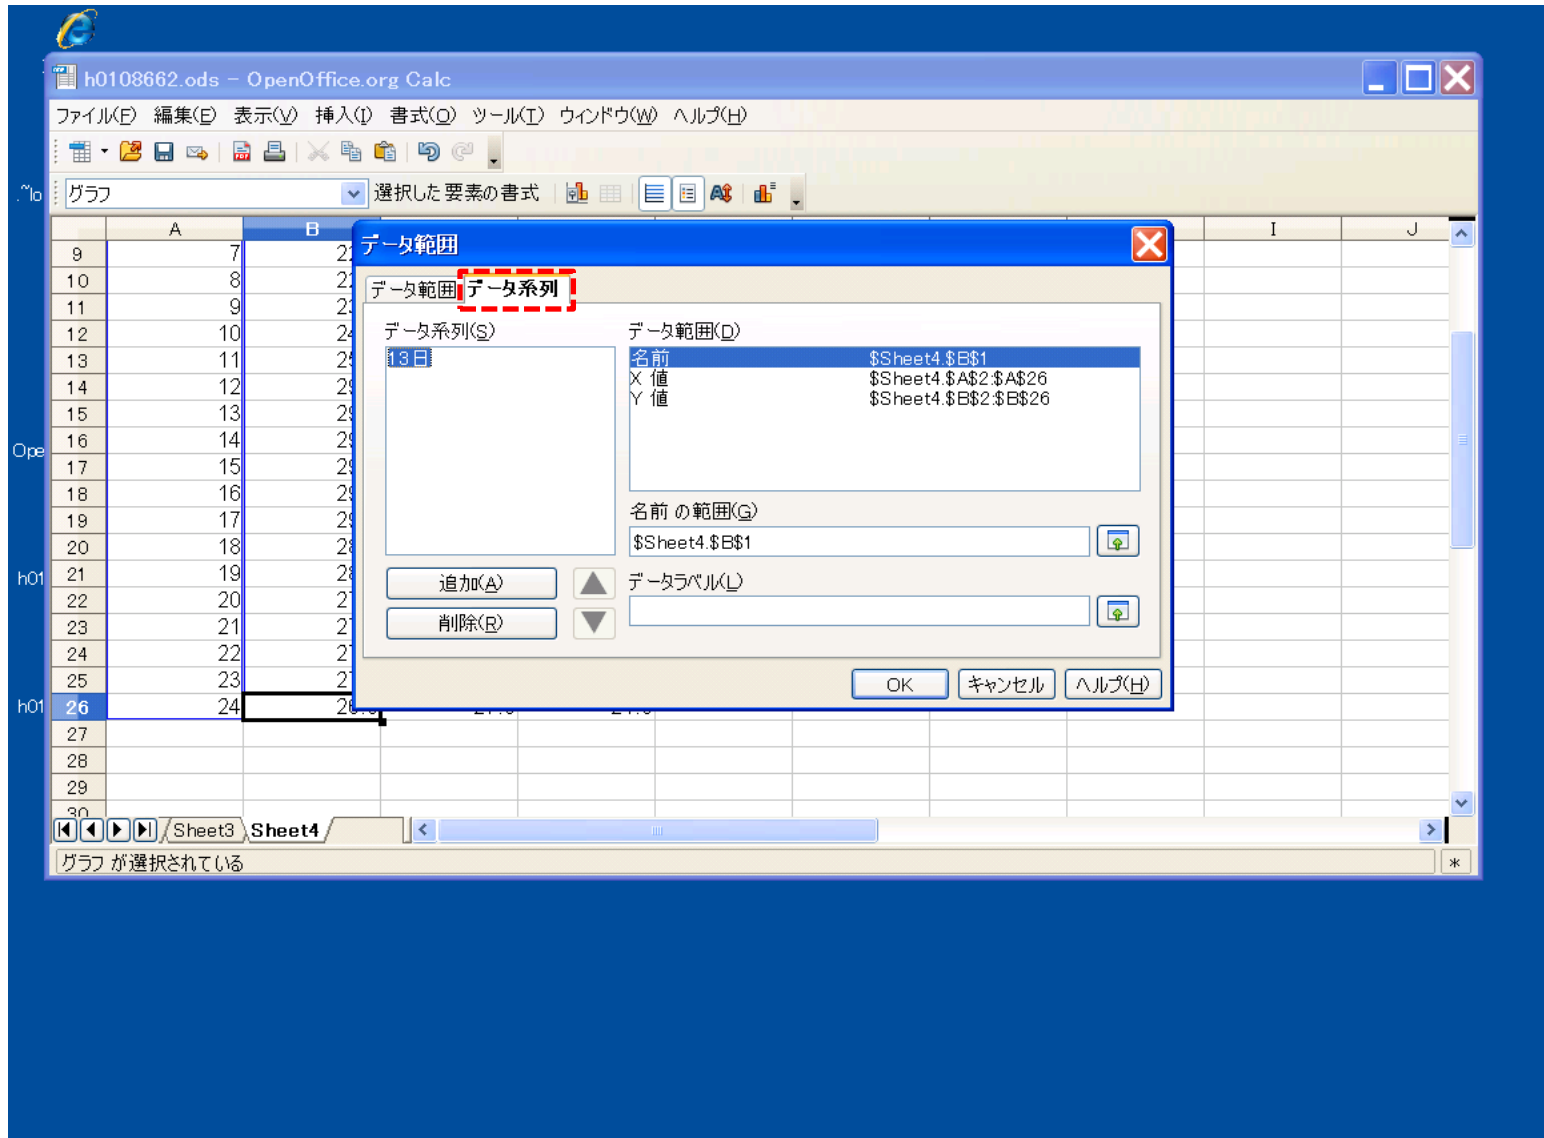 h0108662.ods - OpenOffice.org Calc
ファイル(F) 編集(E) 表示(V) 挿入(I) 書式(O) ツール(T) ウィンドウ(W) ヘルプ(H)
.~lo
グラフ 選択した要素の書式
A B I J
データ範囲
データ範囲 データ系列
データ系列(S) データ範囲(D)
13日
名前 $Sheet4.$B$1
X 値 $Sheet4.$A$2:$A$26
Y 値 $Sheet4.$B$2:$B$26
名前 の範囲(G)
$Sheet4.$B$1
追加(A) データラベル(L)
削除(R)
OK キャンセル ヘルプ(H)
9 7
10 8
11 9
12 10
13 11
14 12
15 13
16 14
Ope
17 15
18 16
19 17
20 18
h01
21 19
22 20
23 21
24 22
25 23
h01
26 24
27
28
29
30
Sheet3 Sheet4
グラフ が選択されている *